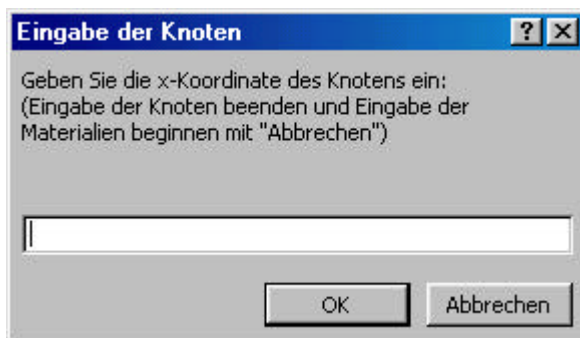 Eingabe der Knoten
Geben Sie die x-Koordinate des Knotens ein:
(Eingabe der Knoten beenden und Eingabe der
Materialien beginnen mit "Abbrechen")
OK
Abbrechen